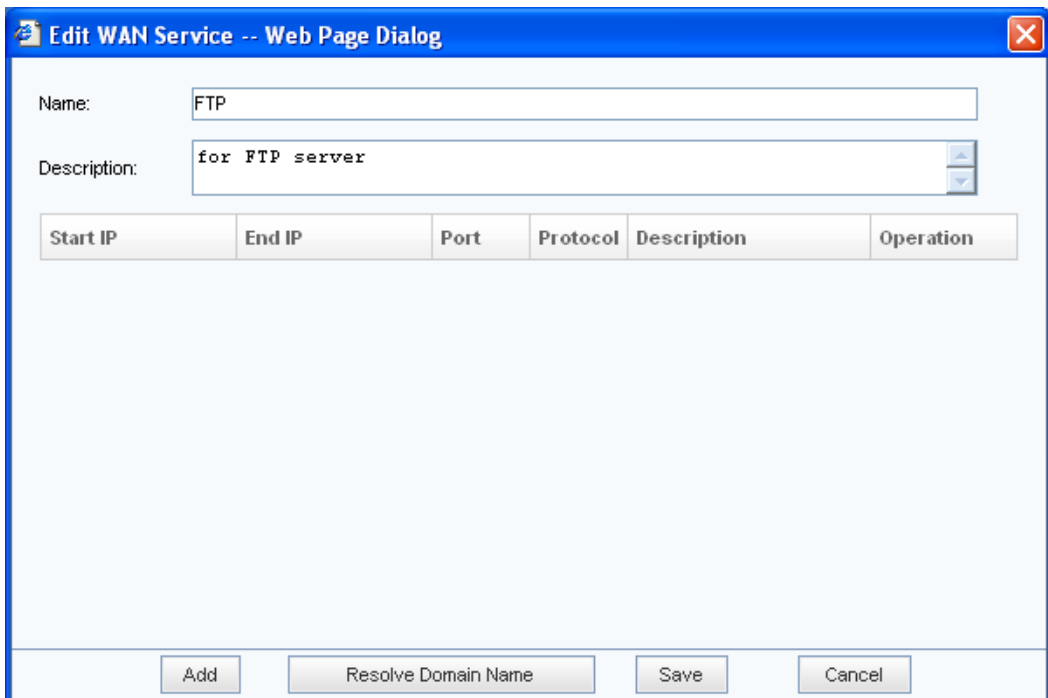 Edit WAN Service -- Web Page Dialog
Name: FTP
Description: for FTP server
Start IP End IP Port Protocol Description Operation
Add Resolve Domain Name Save Cancel